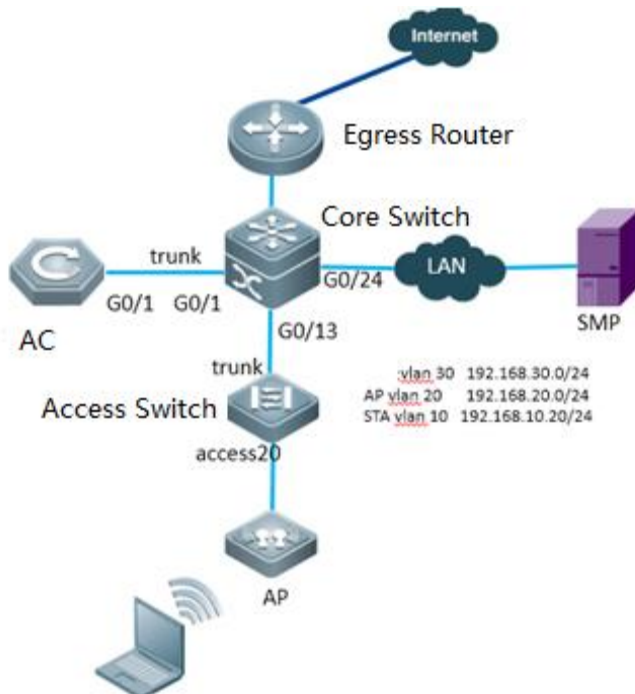 Internet
Egress Router
Core Switch
trunk
LAN
G0/24
G0/1 G0/1
SMP
AC
G0/13
trunk
:vlan 30 192.168.30.0/24
AP vlan 20 192.168.20.0/24
STA vlan 10 192.168.10.20/24
Access Switch
access20
AP